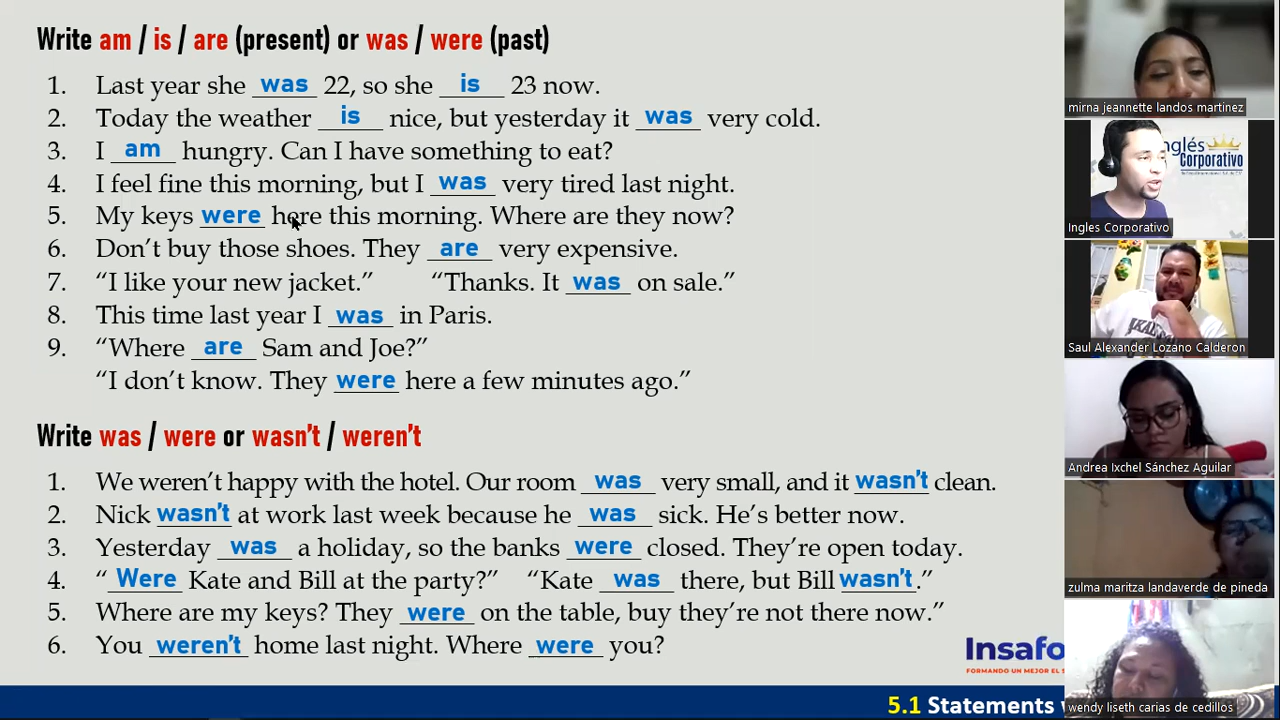 Write am / is / are (present) or was / were (past)
1. Last year she was 22, so she is 23 now.
2. Today the weather is nice, but yesterday it was very cold.
3. I am hungry. Can I have something to eat?
4. I feel fine this morning, but I was very tired last night.
5. My keys were here this morning. Where are they now?
6. Don't buy those shoes. They are very expensive.
7. “I like your new jacket.” “Thanks. It was on sale.”
8. This time last year I was in Paris.
9. “Where are Sam and Joe?”
“I don't know. They were here a few minutes ago.”
Write was / were or wasn't / weren't
1. We weren't happy with the hotel. Our room was very small, and it wasn't clean.
2. Nick wasn't at work last week because he was sick. He's better now.
3. Yesterday was a holiday, so the banks were closed. They're open today.
4. “Were Kate and Bill at the party?” “Kate was there, but Bill wasn't.”
5. Where are my keys? They were on the table, buy they're not there now.”
6. You weren't home last night. Where were you?
Insafo
FORMANDO UN MEJOR EL S
5.1 Statements
mirna jeannette landos martinez
nglés
Corporativo
Ingles Corporativo
Saul Alexander Lozano Calderon
Andrea Ixchel Sánchez Aguilar
zulma maritza landaverde de pineda
wendy liseth carias de cedillos